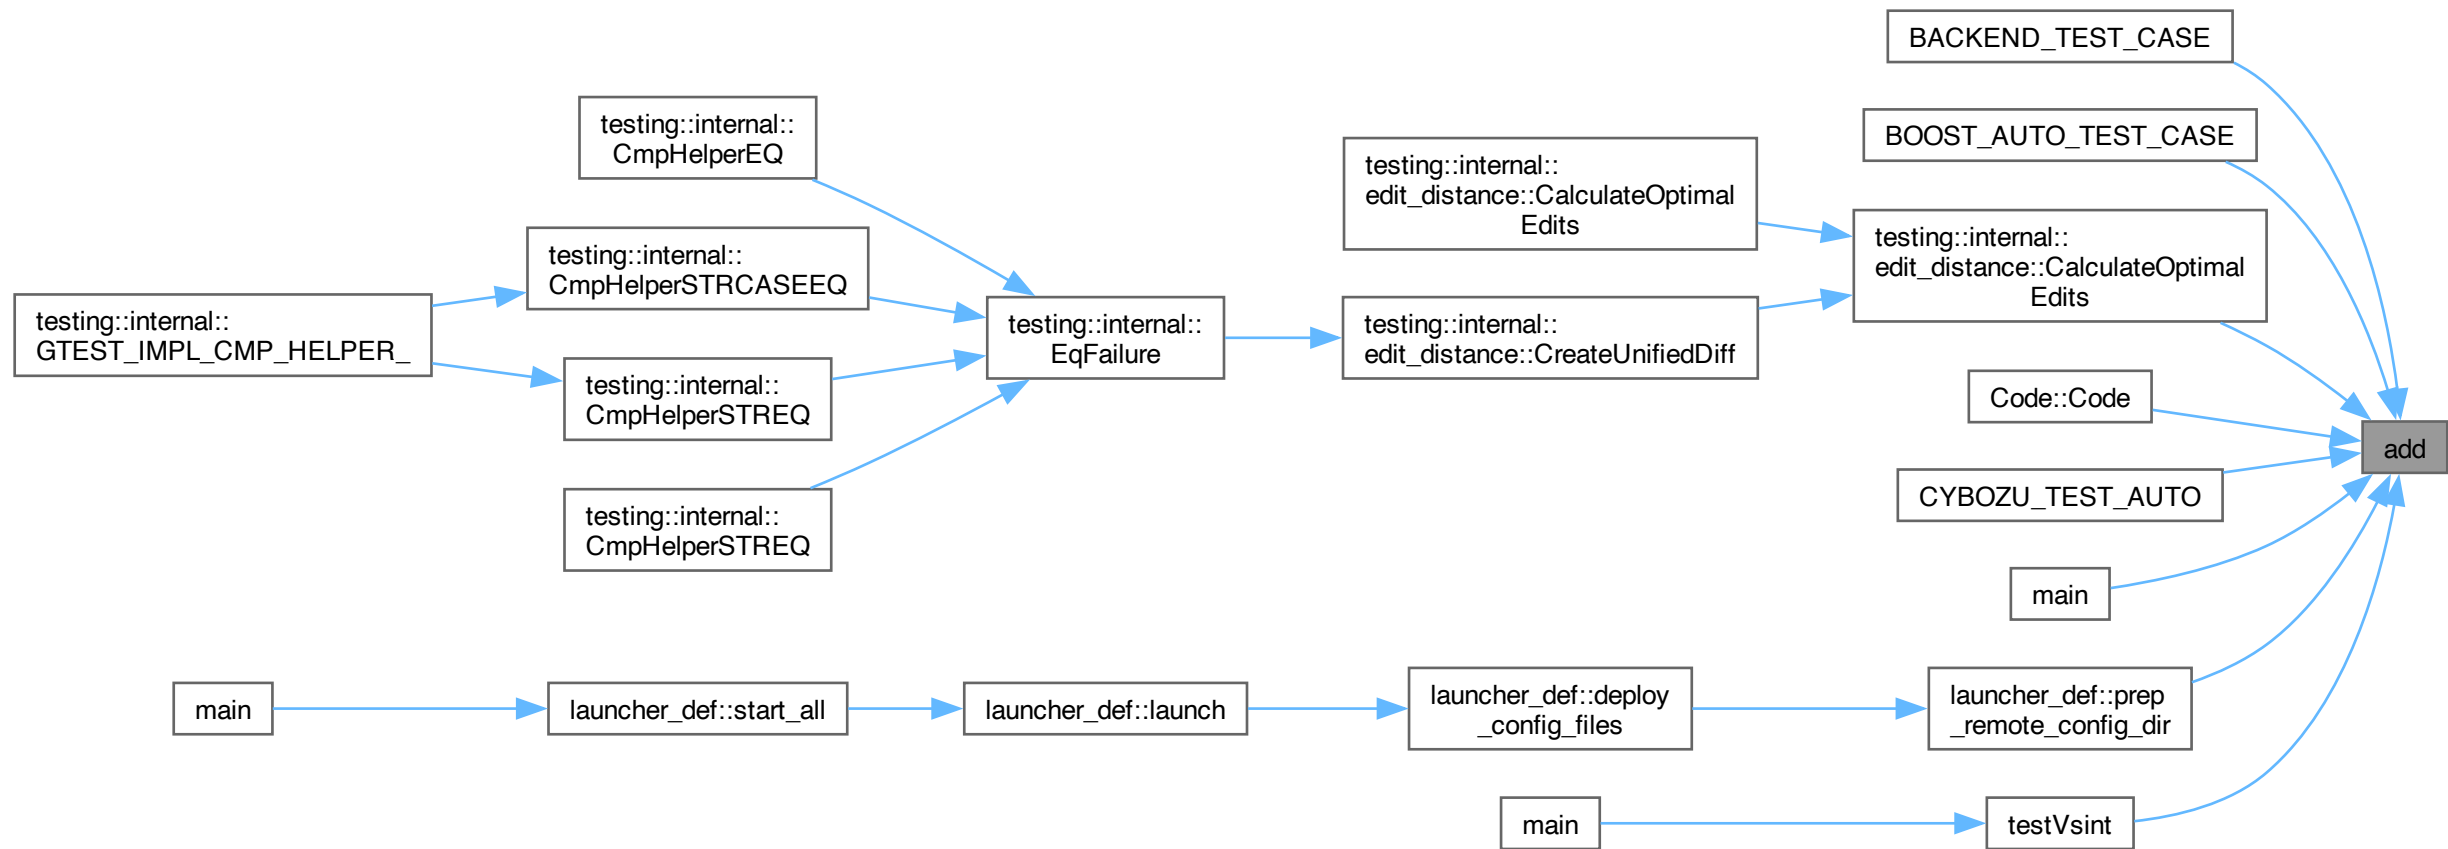 BACKEND_TEST_CASE
BOOST_AUTO_TEST_CASE
testing::internal::
CmpHelperEQ
testing::internal::
edit_distance::CalculateOptimal
Edits
testing::internal::
edit_distance::CalculateOptimal
Edits
testing::internal::
CmpHelperSTRCASEEQ
testing::internal::
GTEST_IMPL_CMP_HELPER_
testing::internal::
EqFailure
testing::internal::
edit_distance::CreateUnifiedDiff
testing::internal::
CmpHelperSTREQ
Code::Code
add
CYBOZU_TEST_AUTO
testing::internal::
CmpHelperSTREQ
main
main
launcher_def::start_all
launcher_def::launch
launcher_def::deploy
_config_files
launcher_def::prep
_remote_config_dir
main
testVsint